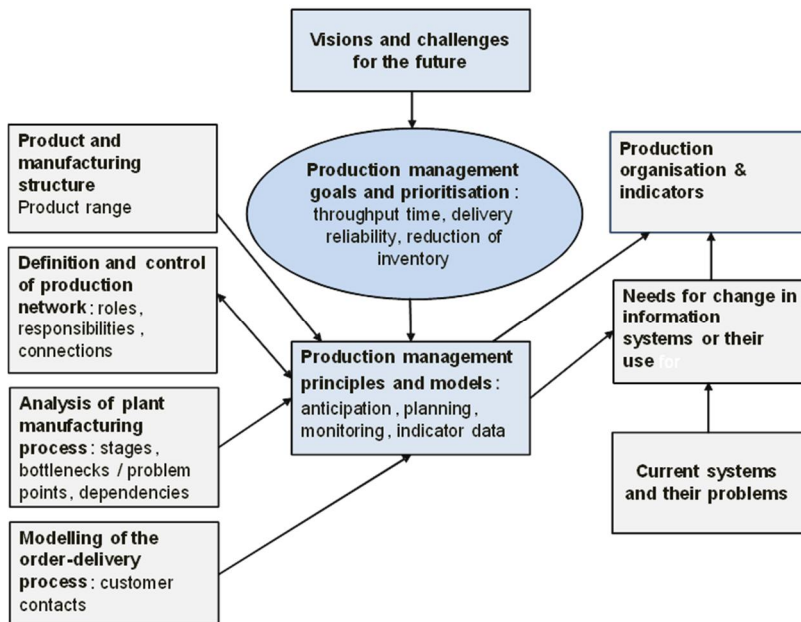 Visions and challenges
for the future
Product and
manufacturing
structure
Product range
Production management
goals and prioritisation :
throughput time, delivery
reliability, reduction of
inventory
Production
organisation &
indicators
Definition and control
of production
network : roles,
responsibilities ,
connections
Needs for change in
information
systems or their
use for
Production management
principles and models :
anticipation , planning ,
monitoring , indicator data
Analysis of plant
manufacturing
process : stages ,
bottlenecks / problem
points , dependencies
Current systems
and their problems
Modelling of the
order-delivery
process : customer
contacts